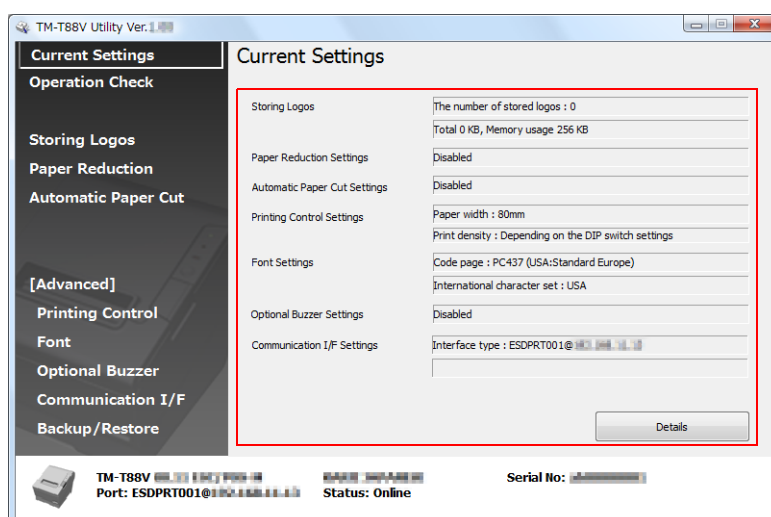 TM-T88V Utility Ver.
Current Settings
Operation Check
Storing Logos
Paper Reduction
Automatic Paper Cut
[Advanced]
Printing Control
Font
Optional Buzzer
Communication I/F
Backup/Restore
Current Settings
Storing Logos The number of stored logos : 0
Total 0 KB, Memory usage 256 KB
Paper Reduction Settings Disabled
Automatic Paper Cut Settings Disabled
Printing Control Settings Paper width : 80mm
Print density : Depending on the DIP switch settings
Font Settings Code page : PC437 (USA:Standard Europe)
International character set : USA
Optional Buzzer Settings Disabled
Communication I/F Settings Interface type : ESDPRT001@
Details
TM-T88V Serial No:
Port: ESDPRT001@ Status: Online